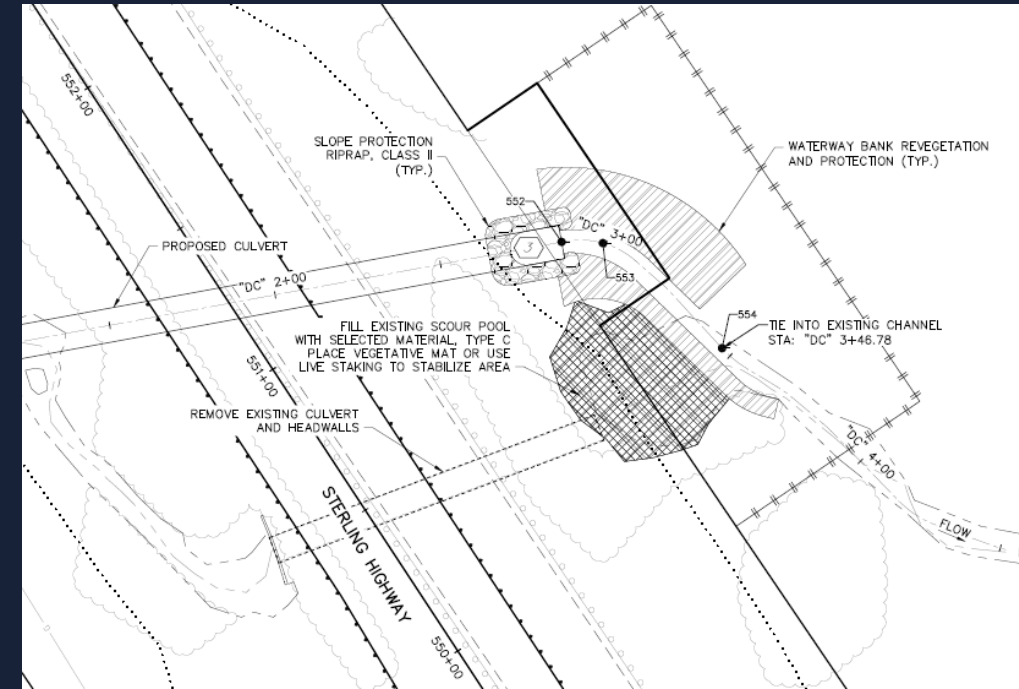 552+00
SLOPE PROTECTION
RIPRAP, CLASS II
(TYP.)
WATERWAY BANK REVEGETATION
AND PROTECTION (TYP.)
552
"DC" 3+00
3
PROPOSED CULVERT
553
"DC" 2+00
554
TIE INTO EXISTING CHANNEL
STA: "DC" 3+46.78
FILL EXISTING SCOUR POOL
WITH SELECTED MATERIAL, TYPE C
PLACE VEGETATIVE MAT OR USE
LIVE STAKING TO STABILIZE AREA
551+00
REMOVE EXISTING CULVERT
AND HEADWALLS
"DC" 4+00
STERLING HIGHWAY
FLOW
550+00